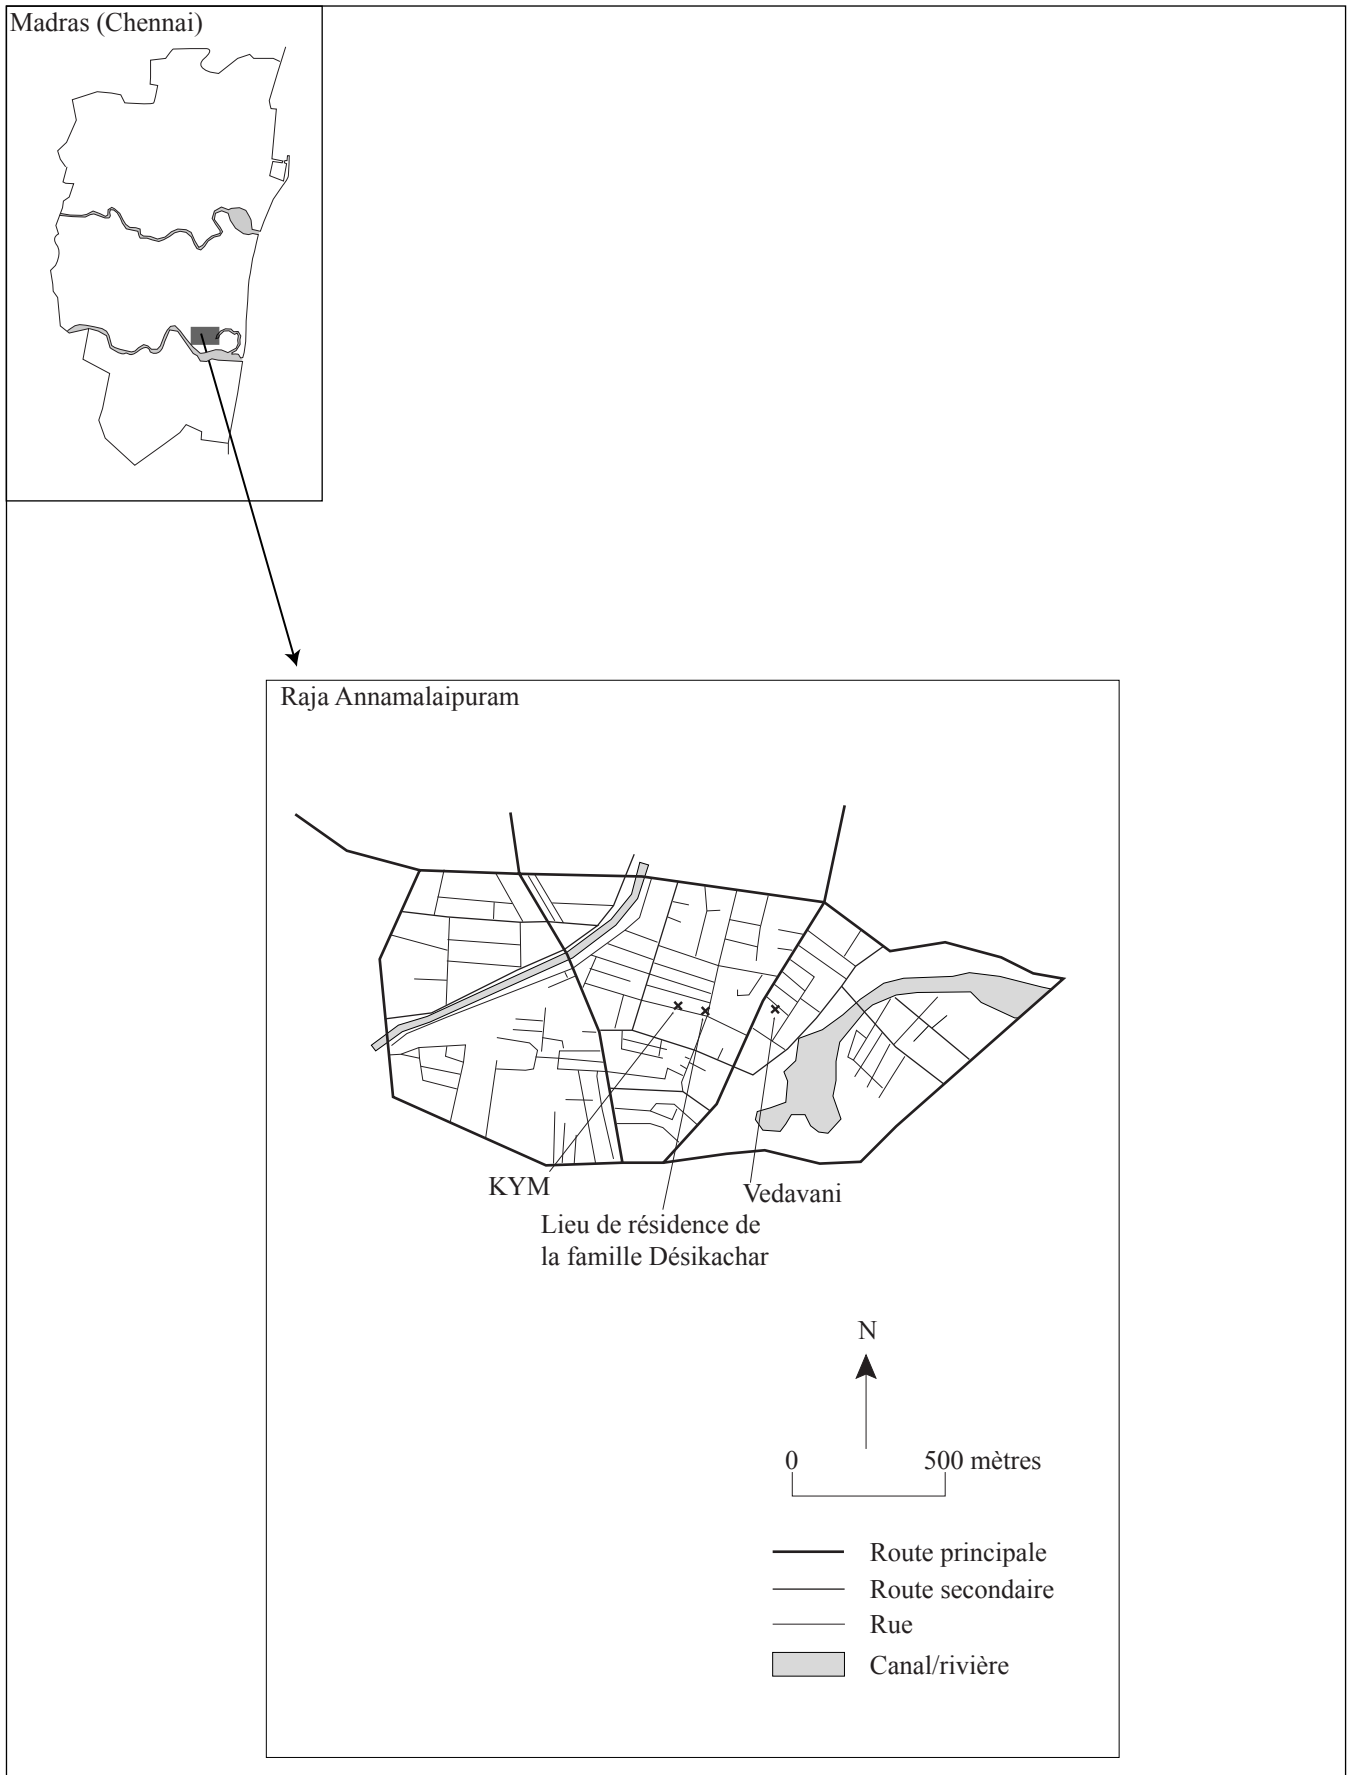 Madras (Chennai)
Raja Annamalaipuram
KYM
Vedavani
Lieu de résidence de
la famille Désikachar
N
0 500 mètres
Route principale
Route secondaire
Rue
Canal/rivière